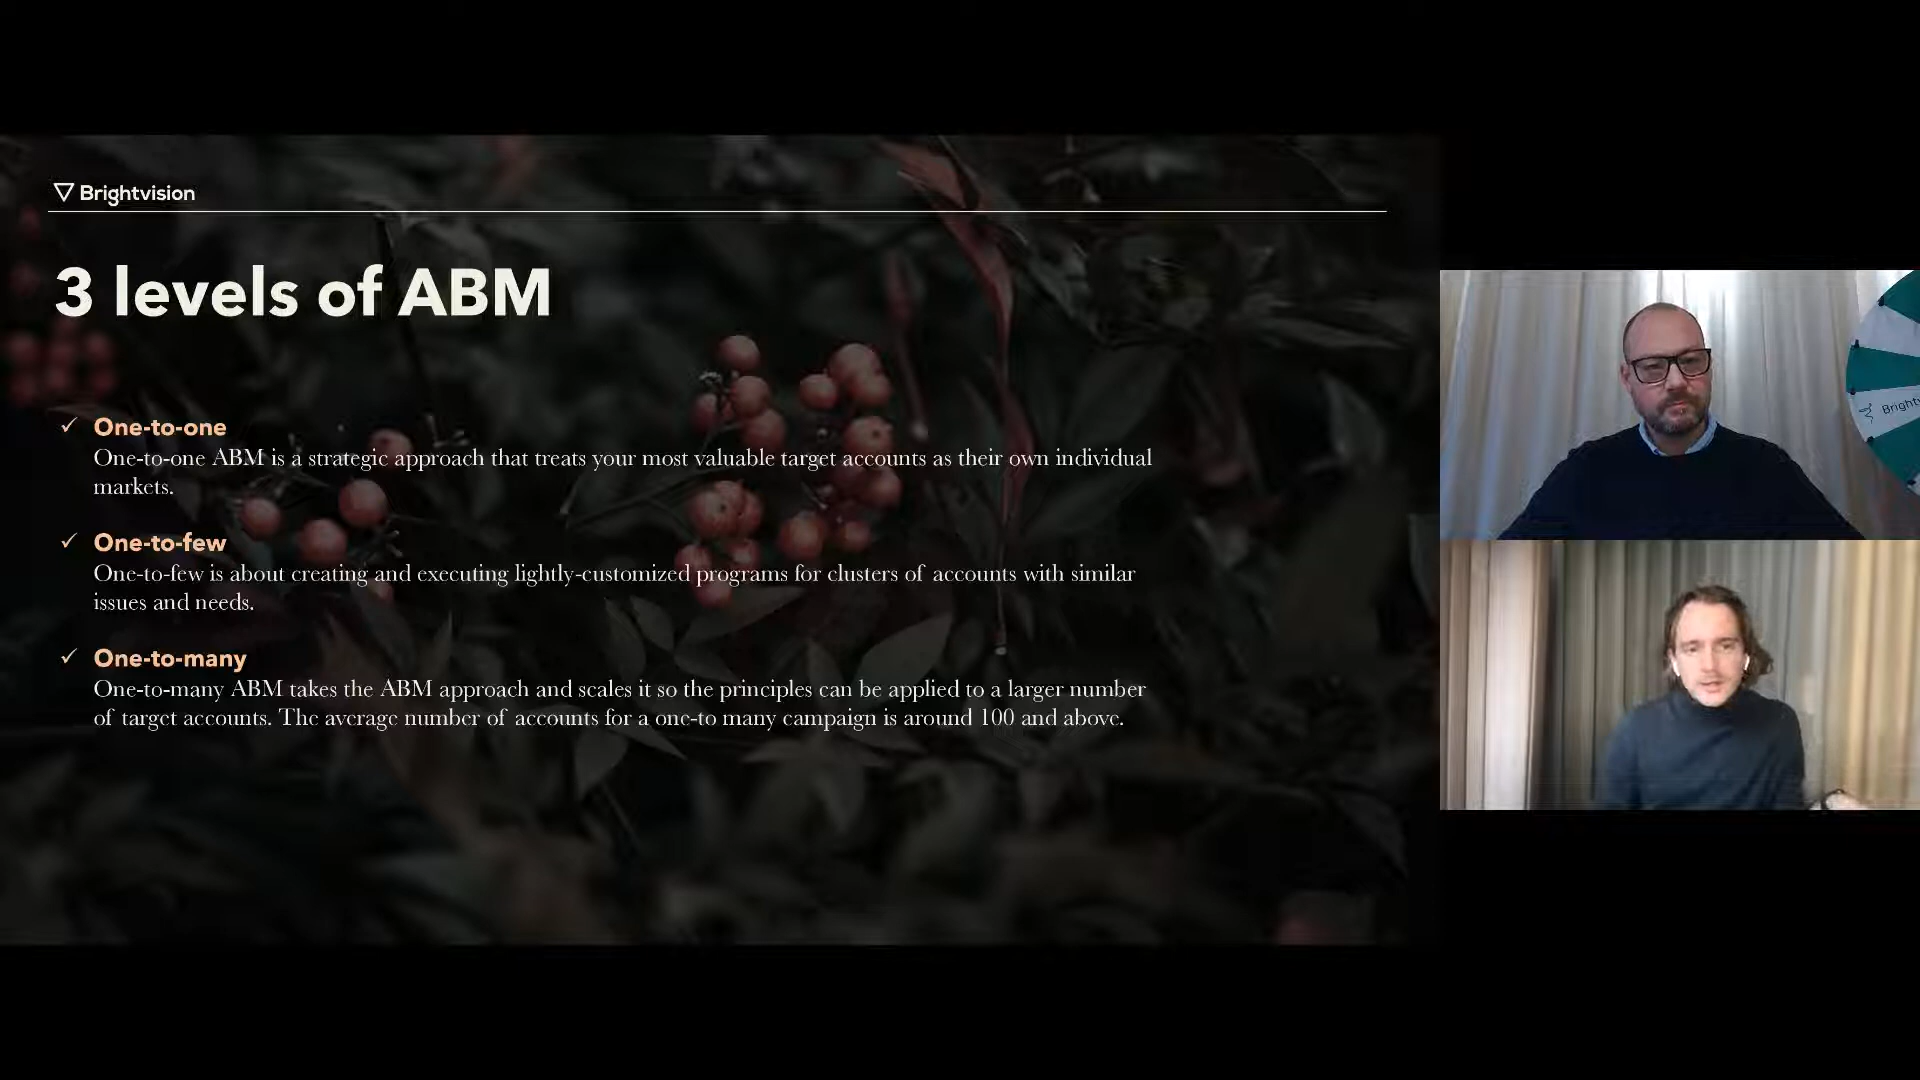 Brightvision
3 levels of ABM
One-to-one
One-to-one ABM is a strategic approach that treats your most valuable target accounts as their own individual
markets.
One-to-few
One-to-few is about creating and executing lightly-customized programs for clusters of accounts with similar
issues and needs.
One-to-many
One-to-many ABM takes the ABM approach and scales it so the principles can be applied to a larger number
of target accounts. The average number of accounts for a one-to many campaign is around 100 and above.
Brightv